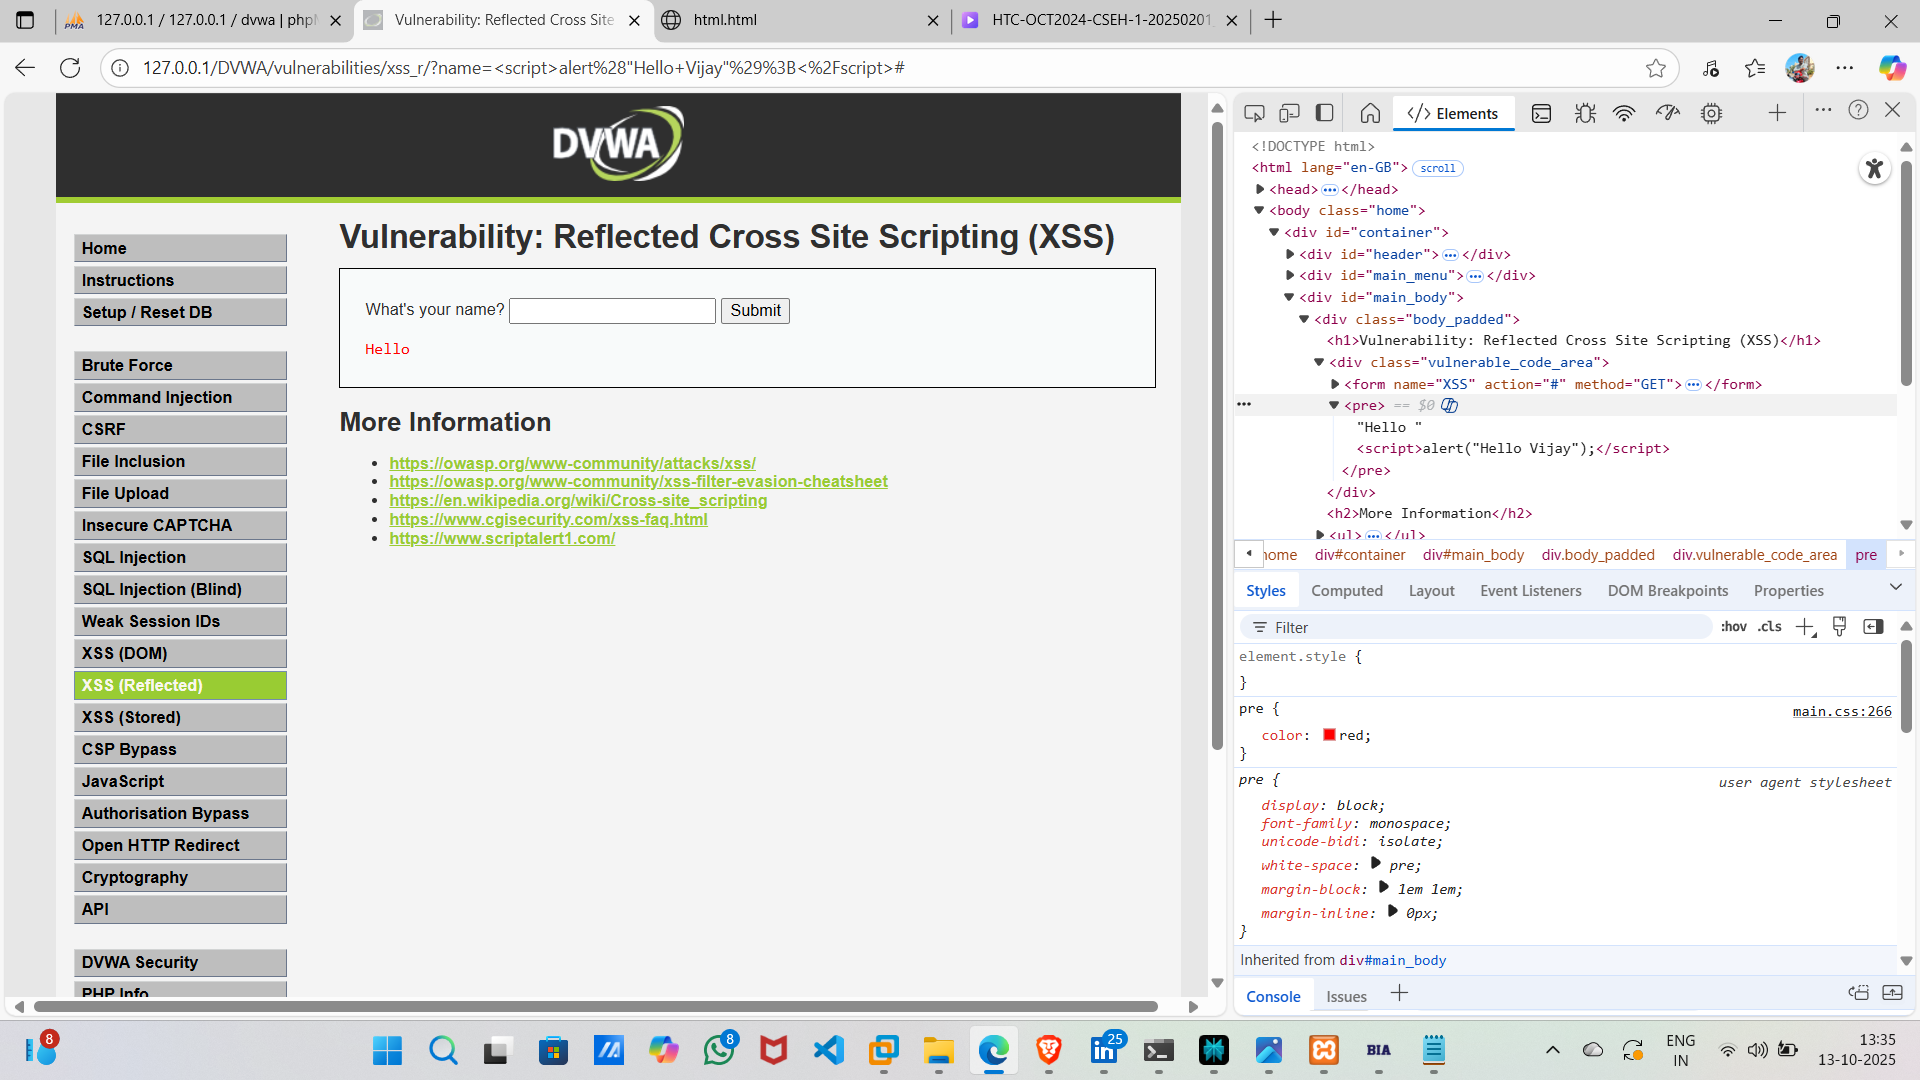 127.0.0.1 / 127.0.0.1 / dvwa | phpM
Vulnerability: Reflected Cross Site
html.html
HTC-OCT2024-CSEH-1-20250201
127.0.0.1/DVWA/vulnerabilities/xss_r/?name=<script>alert%28"Hello+Vijay"%29%3B<%2Fscript>#
DVWA
Home
Instructions
Setup / Reset DB
Brute Force
Command Injection
CSRF
File Inclusion
File Upload
Insecure CAPTCHA
SQL Injection
SQL Injection (Blind)
Weak Session IDs
XSS (DOM)
XSS (Reflected)
XSS (Stored)
CSP Bypass
JavaScript
Authorisation Bypass
Open HTTP Redirect
Cryptography
API
DVWA Security
PHP Info
Vulnerability: Reflected Cross Site Scripting (XSS)
What's your name? Submit
Hello
More Information
https://owasp.org/www-community/attacks/xss/
https://owasp.org/www-community/xss-filter-evasion-cheatsheet
https://en.wikipedia.org/wiki/Cross-site_scripting
https://www.cgisecurity.com/xss-faq.html
https://www.scriptalert1.com/
Elements
<!DOCTYPE html>
<html lang="en-GB"> scroll
<head> </head>
<body class="home">
<div id="container">
<div id="header"> </div>
<div id="main_menu"> </div>
<div id="main_body">
<div class="body_padded">
<h1>Vulnerability: Reflected Cross Site Scripting (XSS)</h1>
<div class="vulnerable_code_area">
<form name="XSS" action="#" method="GET"> </form>
<pre> == $0
"Hello "
<script>alert("Hello Vijay");</script>
</pre>
</div>
<h2>More Information</h2>
<ul> </ul>
home div#container div#main_body div.body_padded div.vulnerable_code_area pre
Styles Computed Layout Event Listeners DOM Breakpoints Properties
Filter :hov .cls
element.style {
}
pre { main.css:266
color: red;
}
pre { user agent stylesheet
display: block;
font-family: monospace;
unicode-bidi: isolate;
white-space: pre;
margin-block: 1em 1em;
margin-inline: 0px;
}
Inherited from div#main_body
Console Issues
8
8
25
BIA
ENG
IN
13:35
13-10-2025